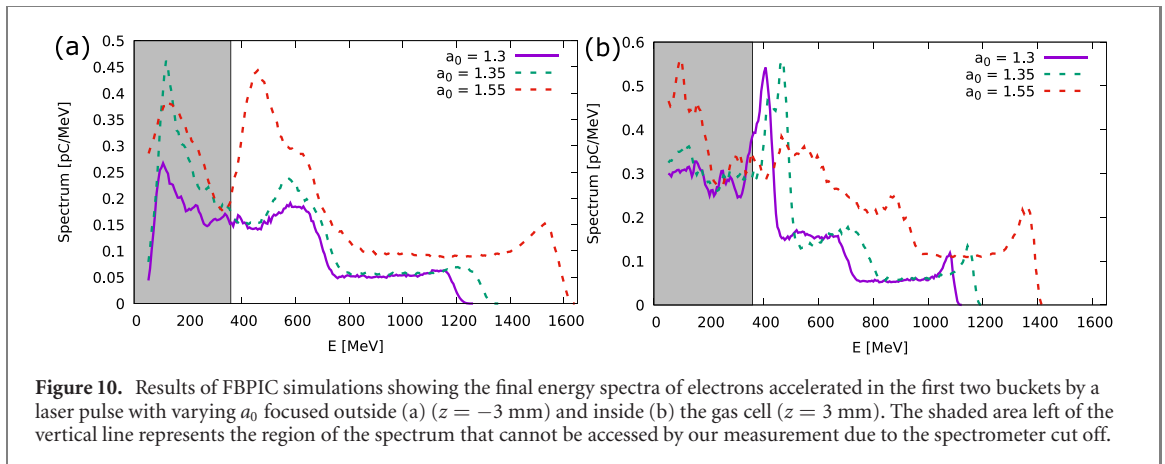 (a)
0.5
0.45
0.4
0.35
0.3
0.25
0.2
0.15
0.1
0.05
0
Spectrum [pC/MeV]
a0 = 1.3
a0 = 1.35
a0 = 1.55
0 200 400 600 800 1000 1200 1400 1600
E [MeV]
(b)
0.6
0.5
0.4
0.3
0.2
0.1
0
Spectrum [pC/MeV]
a0 = 1.3
a0 = 1.35
a0 = 1.55
0 200 400 600 800 1000 1200 1400 1600
E [MeV]
Figure 10. Results of FBPIC simulations showing the final energy spectra of electrons accelerated in the first two buckets by a
laser pulse with varying a0 focused outside (a) (z = −3 mm) and inside (b) the gas cell (z = 3 mm). The shaded area left of the
vertical line represents the region of the spectrum that cannot be accessed by our measurement due to the spectrometer cut off.